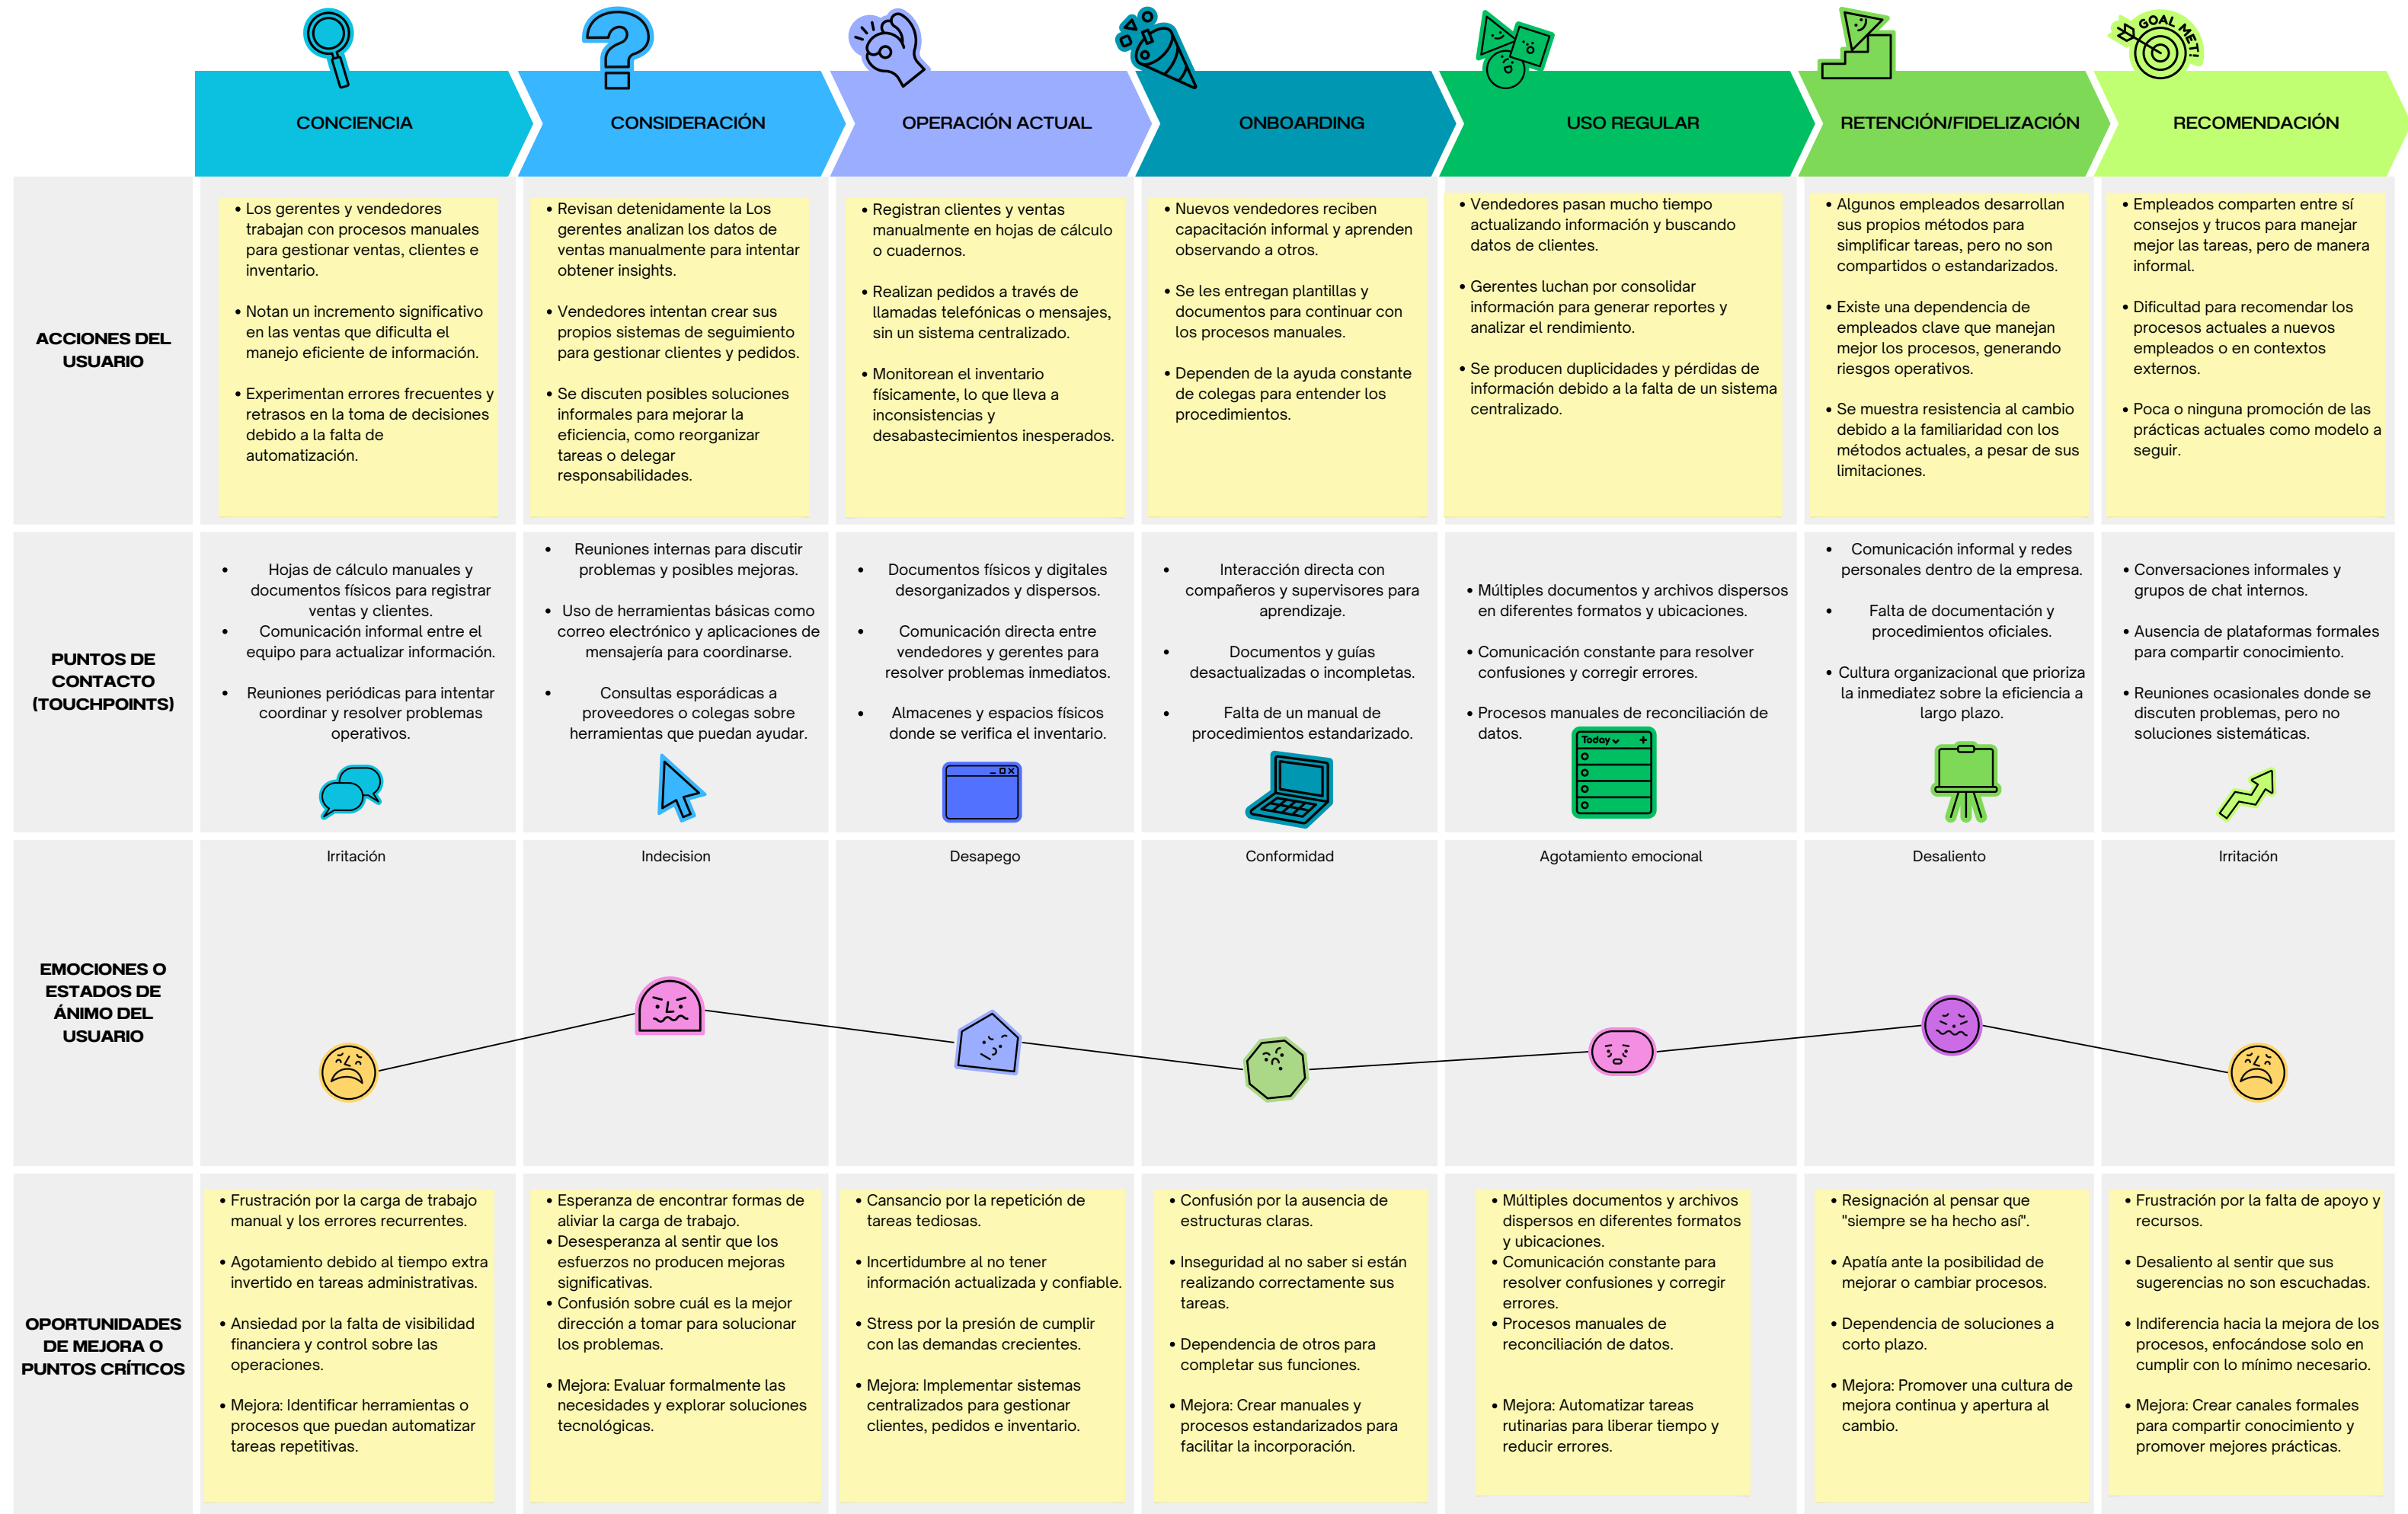 GOAL MET!
CONCIENCIA
CONSIDERACIÓN
OPERACIÓN ACTUAL
ONBOARDING
USO REGULAR
RETENCIÓN/FIDELIZACIÓN
RECOMENDACIÓN
ACCIONES DEL
USUARIO
• Los gerentes y vendedores
trabajan con procesos manuales
para gestionar ventas, clientes e
inventario.
• Notan un incremento significativo
en las ventas que dificulta el
manejo eficiente de información.
• Experimentan errores frecuentes y
retrasos en la toma de decisiones
debido a la falta de
automatización.
• Revisan detenidamente la Los
gerentes analizan los datos de
ventas manualmente para intentar
obtener insights.
• Vendedores intentan crear sus
propios sistemas de seguimiento
para gestionar clientes y pedidos.
• Se discuten posibles soluciones
informales para mejorar la
eficiencia, como reorganizar
tareas o delegar
responsabilidades.
• Registran clientes y ventas
manualmente en hojas de cálculo
o cuadernos.
• Realizan pedidos a través de
llamadas telefónicas o mensajes,
sin un sistema centralizado.
• Monitorean el inventario
físicamente, lo que lleva a
inconsistencias y
desabastecimientos inesperados.
• Nuevos vendedores reciben
capacitación informal y aprenden
observando a otros.
• Se les entregan plantillas y
documentos para continuar con
los procesos manuales.
• Dependen de la ayuda constante
de colegas para entender los
procedimientos.
• Vendedores pasan mucho tiempo
actualizando información y buscando
datos de clientes.
• Gerentes luchan por consolidar
información para generar reportes y
analizar el rendimiento.
• Se producen duplicidades y pérdidas de
información debido a la falta de un sistema
centralizado.
• Algunos empleados desarrollan
sus propios métodos para
simplificar tareas, pero no son
compartidos o estandarizados.
• Existe una dependencia de
empleados clave que manejan
mejor los procesos, generando
riesgos operativos.
• Se muestra resistencia al cambio
debido a la familiaridad con los
métodos actuales, a pesar de sus
limitaciones.
• Empleados comparten entre sí
consejos y trucos para manejar
mejor las tareas, pero de manera
informal.
• Dificultad para recomendar los
procesos actuales a nuevos
empleados o en contextos
externos.
• Poca o ninguna promoción de las
prácticas actuales como modelo a
seguir.
PUNTOS DE
CONTACTO
(TOUCHPOINTS)
• Hojas de cálculo manuales y
documentos físicos para registrar
ventas y clientes.
• Comunicación informal entre el
equipo para actualizar información.
• Reuniones periódicas para intentar
coordinar y resolver problemas
operativos.
• Reuniones internas para discutir
problemas y posibles mejoras.
• Uso de herramientas básicas como
correo electrónico y aplicaciones de
mensajería para coordinarse.
• Consultas esporádicas a
proveedores o colegas sobre
herramientas que puedan ayudar.
• Documentos físicos y digitales
desorganizados y dispersos.
• Comunicación directa entre
vendedores y gerentes para
resolver problemas inmediatos.
• Almacenes y espacios físicos
donde se verifica el inventario.
• Interacción directa con
compañeros y supervisores para
aprendizaje.
• Documentos y guías
desactualizadas o incompletas.
• Falta de un manual de
procedimientos estandarizado.
• Múltiples documentos y archivos dispersos
en diferentes formatos y ubicaciones.
• Comunicación constante para resolver
confusiones y corregir errores.
• Procesos manuales de reconciliación de
datos.
Today
• Comunicación informal y redes
personales dentro de la empresa.
• Falta de documentación y
procedimientos oficiales.
• Cultura organizacional que prioriza
la inmediatez sobre la eficiencia a
largo plazo.
• Conversaciones informales y
grupos de chat internos.
• Ausencia de plataformas formales
para compartir conocimiento.
• Reuniones ocasionales donde se
discuten problemas, pero no
soluciones sistemáticas.
EMOCIONES O
ESTADOS DE
ÁNIMO DEL
USUARIO
Irritación
Indecision
Desapego
Conformidad
Agotamiento emocional
Desaliento
Irritación
OPORTUNIDADES
DE MEJORA O
PUNTOS CRÍTICOS
• Frustración por la carga de trabajo
manual y los errores recurrentes.
• Agotamiento debido al tiempo extra
invertido en tareas administrativas.
• Ansiedad por la falta de visibilidad
financiera y control sobre las
operaciones.
• Mejora: Identificar herramientas o
procesos que puedan automatizar
tareas repetitivas.
• Esperanza de encontrar formas de
aliviar la carga de trabajo.
• Desesperanza al sentir que los
esfuerzos no producen mejoras
significativas.
• Confusión sobre cuál es la mejor
dirección a tomar para solucionar
los problemas.
• Mejora: Evaluar formalmente las
necesidades y explorar soluciones
tecnológicas.
• Cansancio por la repetición de
tareas tediosas.
• Incertidumbre al no tener
información actualizada y confiable.
• Stress por la presión de cumplir
con las demandas crecientes.
• Mejora: Implementar sistemas
centralizados para gestionar
clientes, pedidos e inventario.
• Confusión por la ausencia de
estructuras claras.
• Inseguridad al no saber si están
realizando correctamente sus
tareas.
• Dependencia de otros para
completar sus funciones.
• Mejora: Crear manuales y
procesos estandarizados para
facilitar la incorporación.
• Múltiples documentos y archivos
dispersos en diferentes formatos
y ubicaciones.
• Comunicación constante para
resolver confusiones y corregir
errores.
• Procesos manuales de
reconciliación de datos.
• Mejora: Automatizar tareas
rutinarias para liberar tiempo y
reducir errores.
• Resignación al pensar que
"siempre se ha hecho así".
• Apatía ante la posibilidad de
mejorar o cambiar procesos.
• Dependencia de soluciones a
corto plazo.
• Mejora: Promover una cultura de
mejora continua y apertura al
cambio.
• Frustración por la falta de apoyo y
recursos.
• Desaliento al sentir que sus
sugerencias no son escuchadas.
• Indiferencia hacia la mejora de los
procesos, enfocándose solo en
cumplir con lo mínimo necesario.
• Mejora: Crear canales formales
para compartir conocimiento y
promover mejores prácticas.